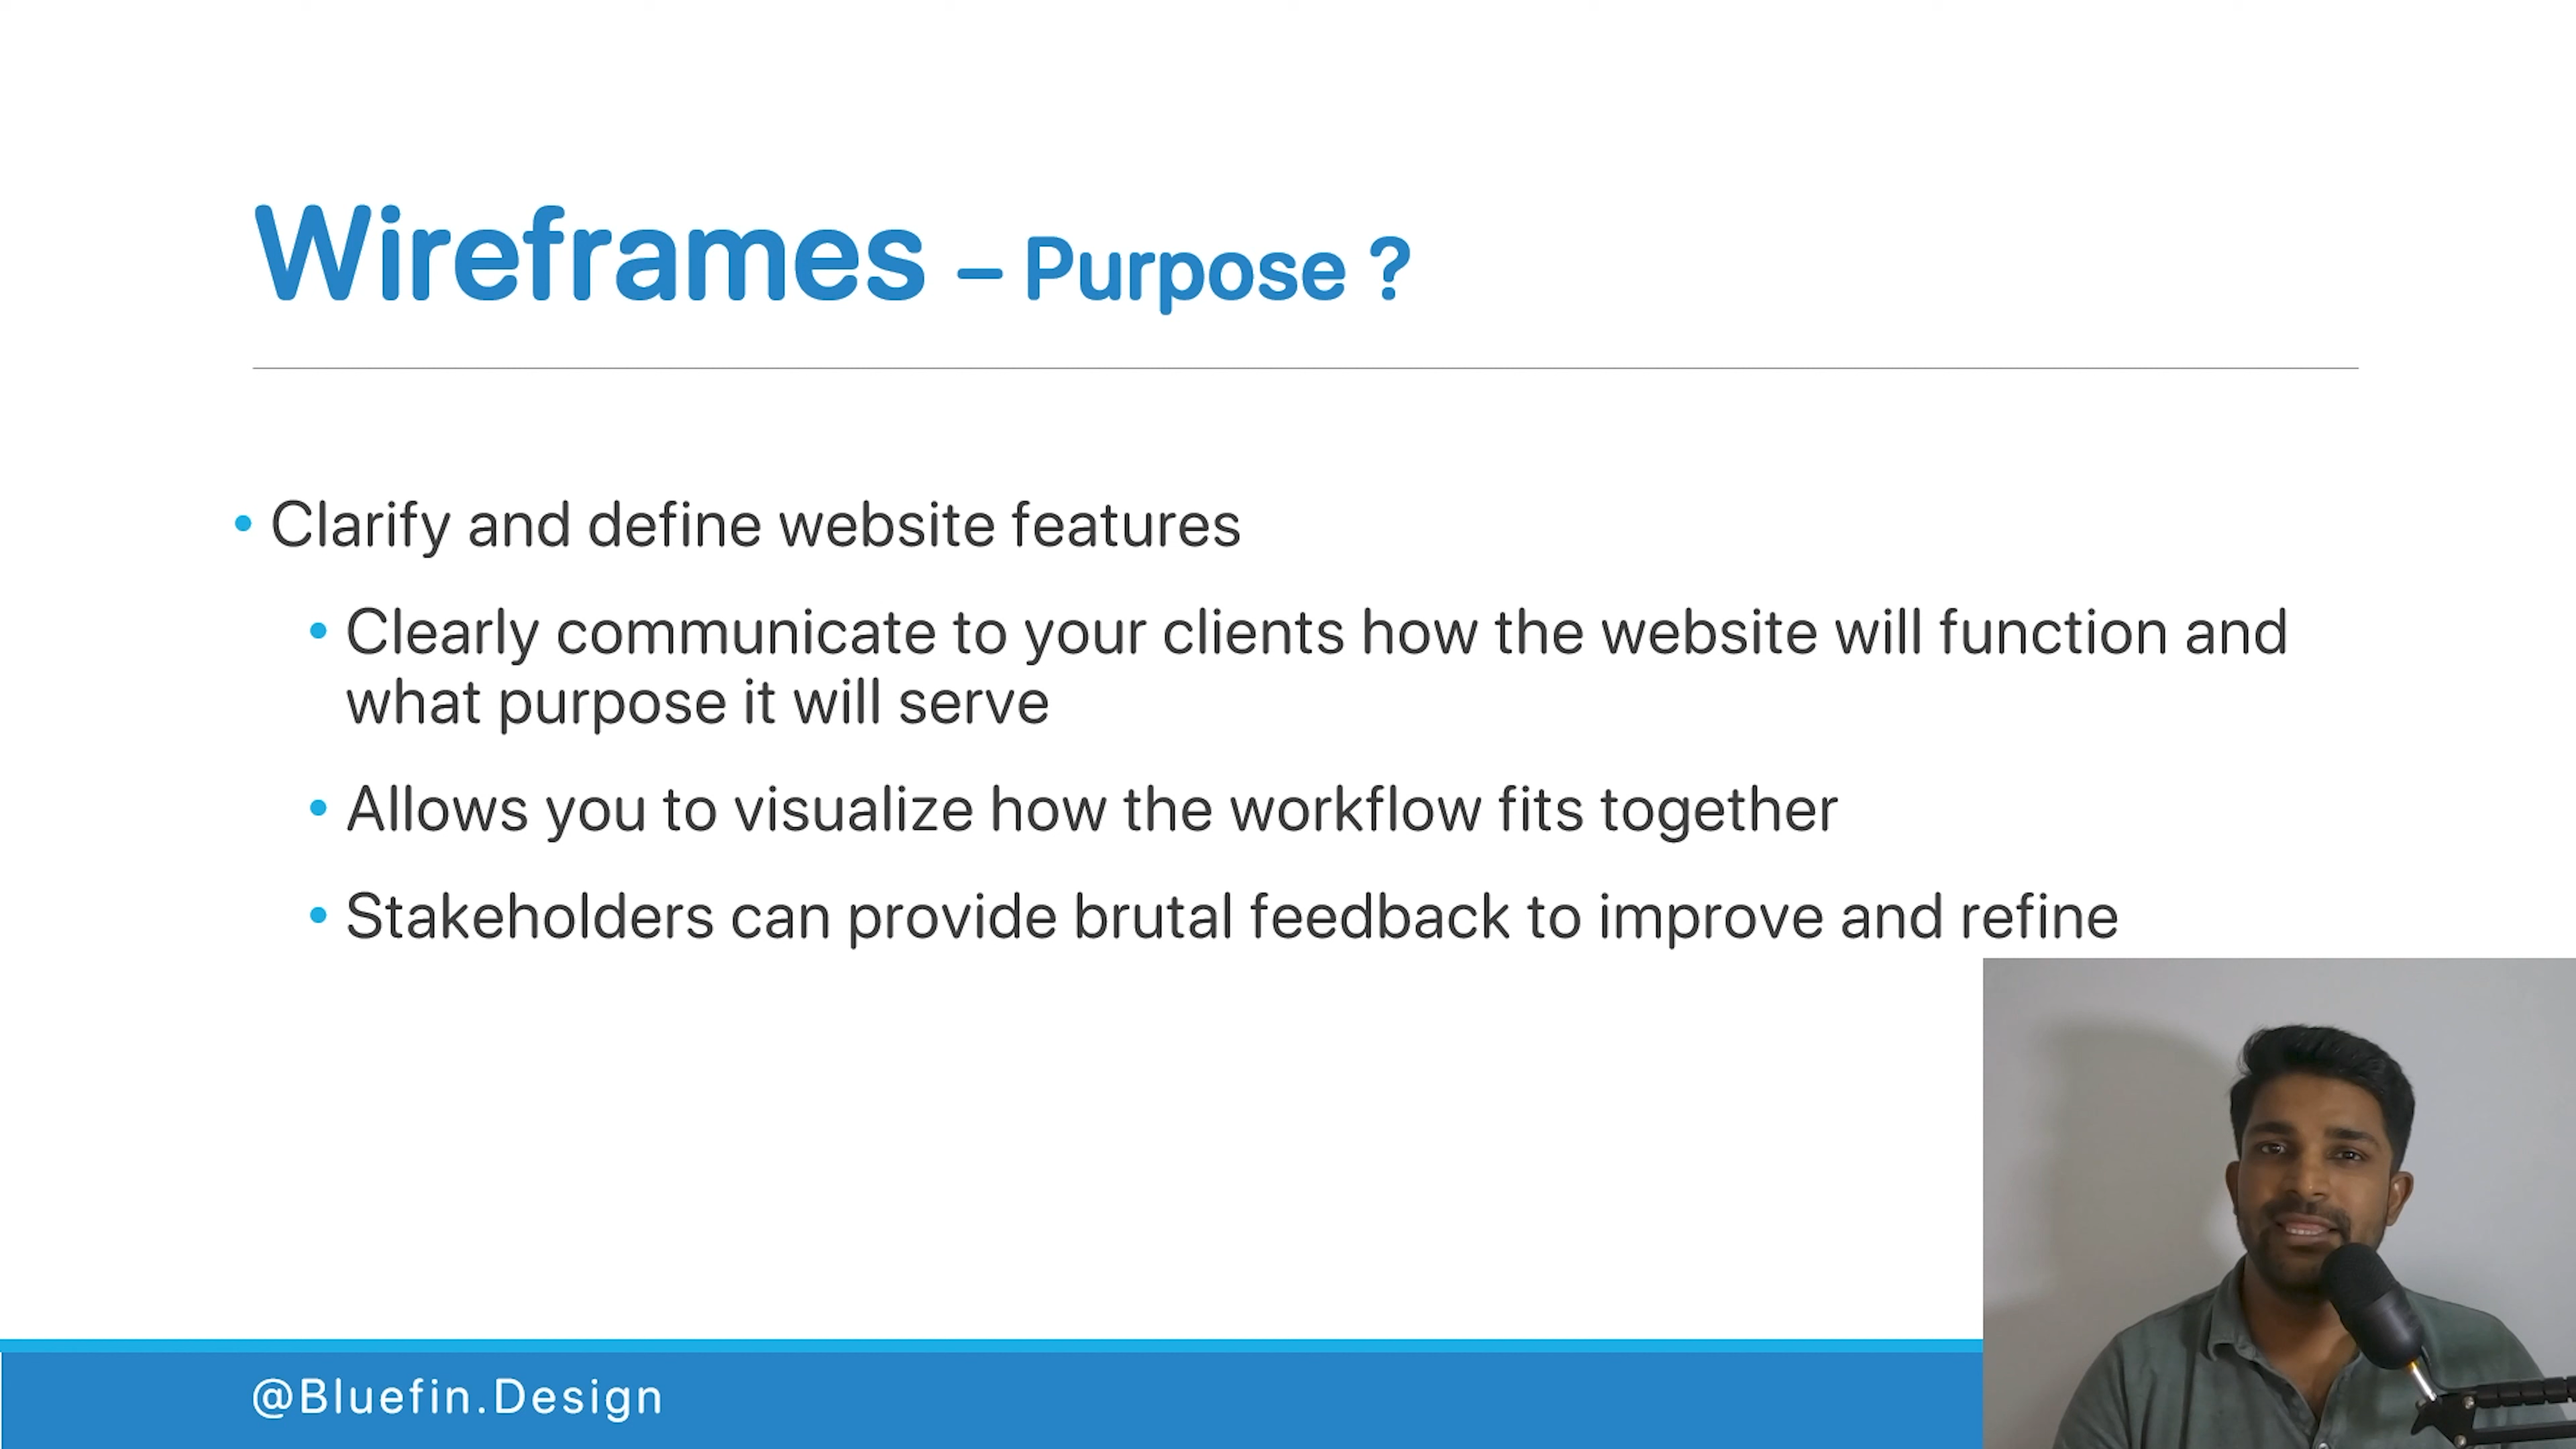 Wireframes – Purpose ?
• Clarify and define website features
• Clearly communicate to your clients how the website will function and
what purpose it will serve
• Allows you to visualize how the workflow fits together
• Stakeholders can provide brutal feedback to improve and refine
@Bluefin.Design